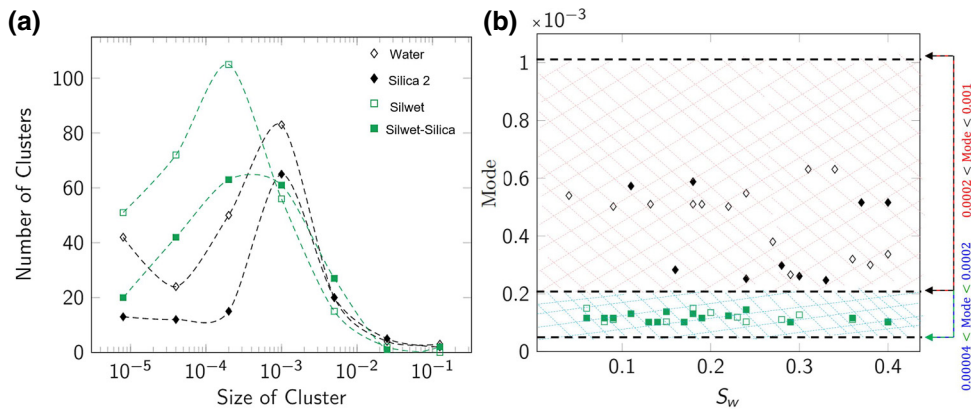 (a)
Number of Clusters
100
80
60
40
20
0
10⁻⁵
10⁻⁴
10⁻³
10⁻²
10⁻¹
Size of Cluster
Water
Silica 2
Silwet
Silwet-Silica
(b)
×10⁻³
Mode
1
0.8
0.6
0.4
0.2
0
0.1
0.2
0.3
0.4
S_w
0.0002 < Mode < 0.001
0.00004 < Mode < 0.0002